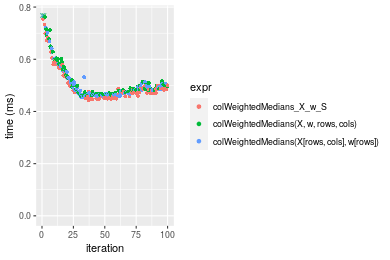 0.8
0.6
0.4
0.2
0.0
time (ms)
0 25 50 75 100
iteration
expr
colWeightedMedians_X_w_S
colWeightedMedians(X, w, rows, cols)
colWeightedMedians(X[rows, cols], w[rows])